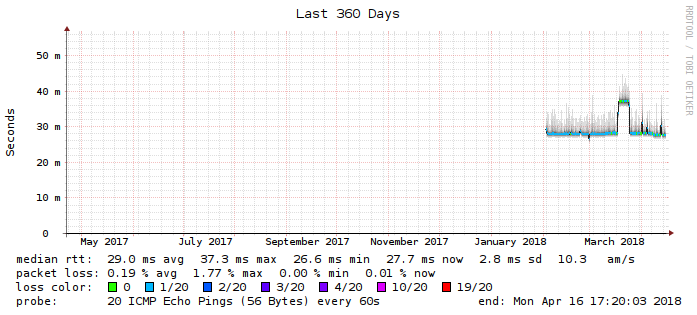 Last 360 Days
RRDTOOL / TOBI OETIKER
Seconds
50 m
40 m
30 m
20 m
10 m
0
May 2017 July 2017 September 2017 November 2017 January 2018 March 2018
median rtt: 29.0 ms avg 37.3 ms max 26.6 ms min 27.7 ms now 2.8 ms sd 10.3 am/s
packet loss: 0.19 % avg 1.77 % max 0.00 % min 0.01 % now
loss color: 0 1/20 2/20 3/20 4/20 10/20 19/20
probe: 20 ICMP Echo Pings (56 Bytes) every 60s end: Mon Apr 16 17:20:03 2018